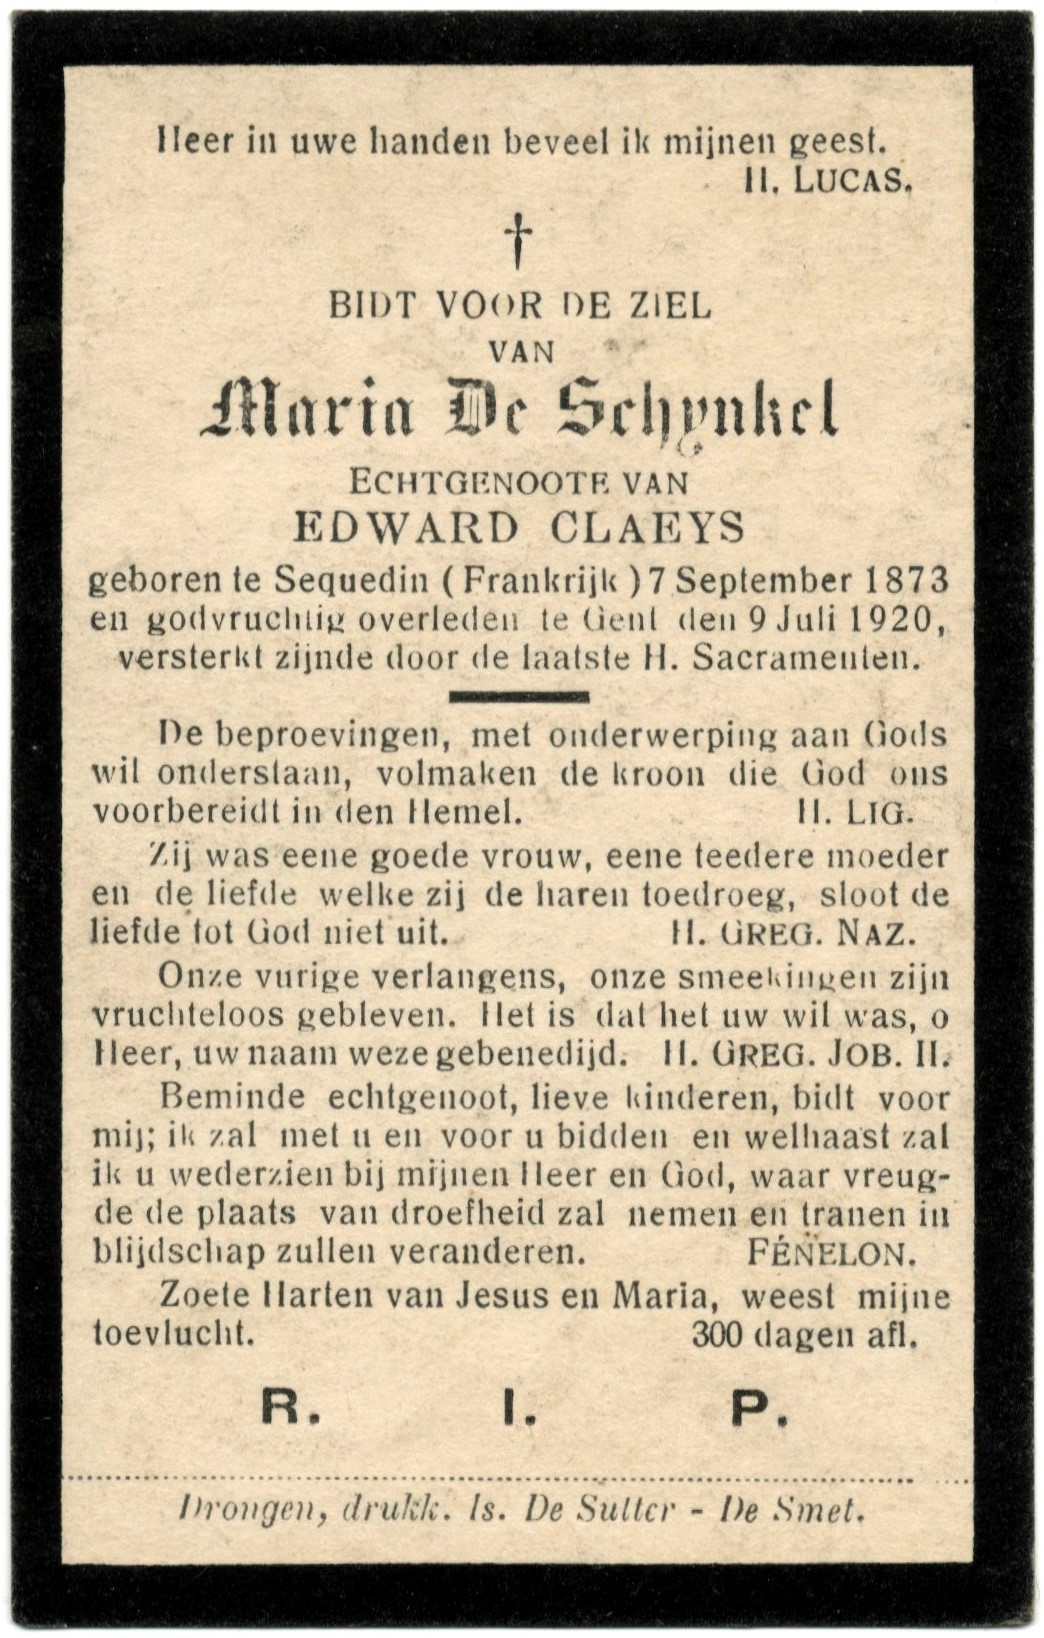 Heer in uwe handen beveel ik mijnen geest.
H. LUCAS.
†
BIDT VOOR DE ZIEL
VAN
Maria De Schynkel
ECHTGENOOTE VAN
EDWARD CLAEYS
geboren te Sequedin (Frankrijk) 7 September 1873
en godvruchtig overleden te Gent den 9 Juli 1920,
versterkt zijnde door de laatste H. Sacramenten.
De beproevingen, met onderwerping aan Gods
wil onderstaan, volmaken de kroon die God ons
voorbereidt in den Hemel. H. LIG.
Zij was eene goede vrouw, eene teedere moeder
en de liefde welke zij de haren toedroeg, sloot de
liefde tot God niet uit. H. GREG. NAZ.
Onze vurige verlangens, onze smeekingen zijn
vruchteloos gebleven. Het is dat het uw wil was, o
Heer, uw naam weze gebenedijd. H. GREG. JOB. II.
Beminde echtgenoot, lieve kinderen, bidt voor
mij; ik zal met u en voor u bidden en welhaast zal
ik u wederzien bij mijnen Heer en God, waar vreug-
de de plaats van droefheid zal nemen en tranen in
blijdschap zullen veranderen. FÉNELON.
Zoete Harten van Jesus en Maria, weest mijne
toevlucht. 300 dagen afl.
R. I. P.
Drongen, drukk. Is. De Sutter - De Smet.